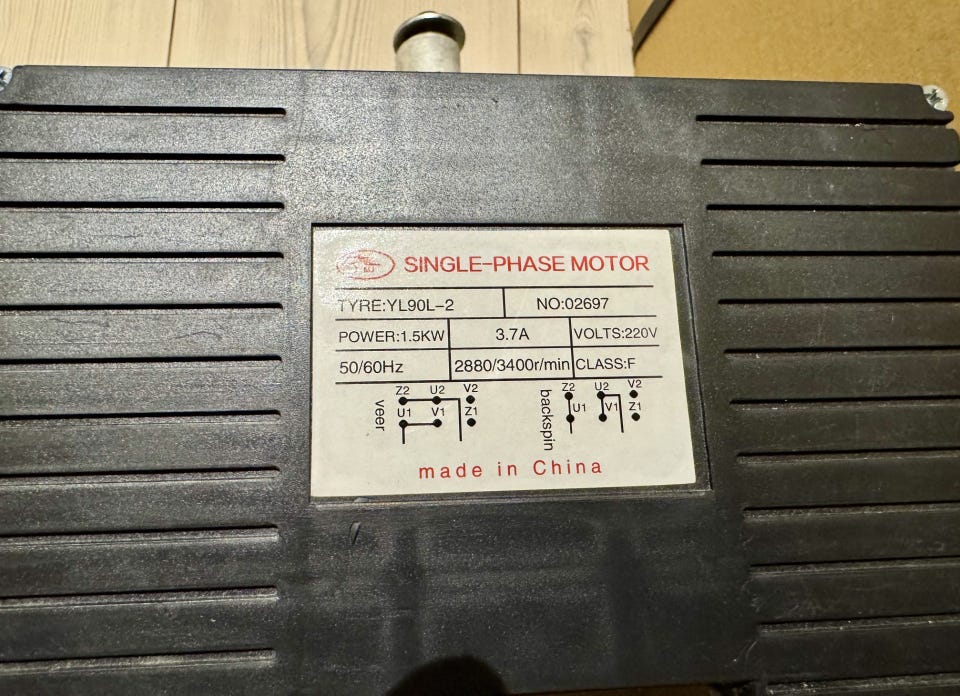 SINGLE-PHASE MOTOR
TYRE:YL90L-2 NO:02697
POWER:1.5KW 3.7A VOLTS:220V
50/60Hz 2880/3400r/min CLASS:F
veer
Z2 U2 V2
U1 V1 Z1
backspin
Z2 U2 V2
U1 V1 Z1
made in China